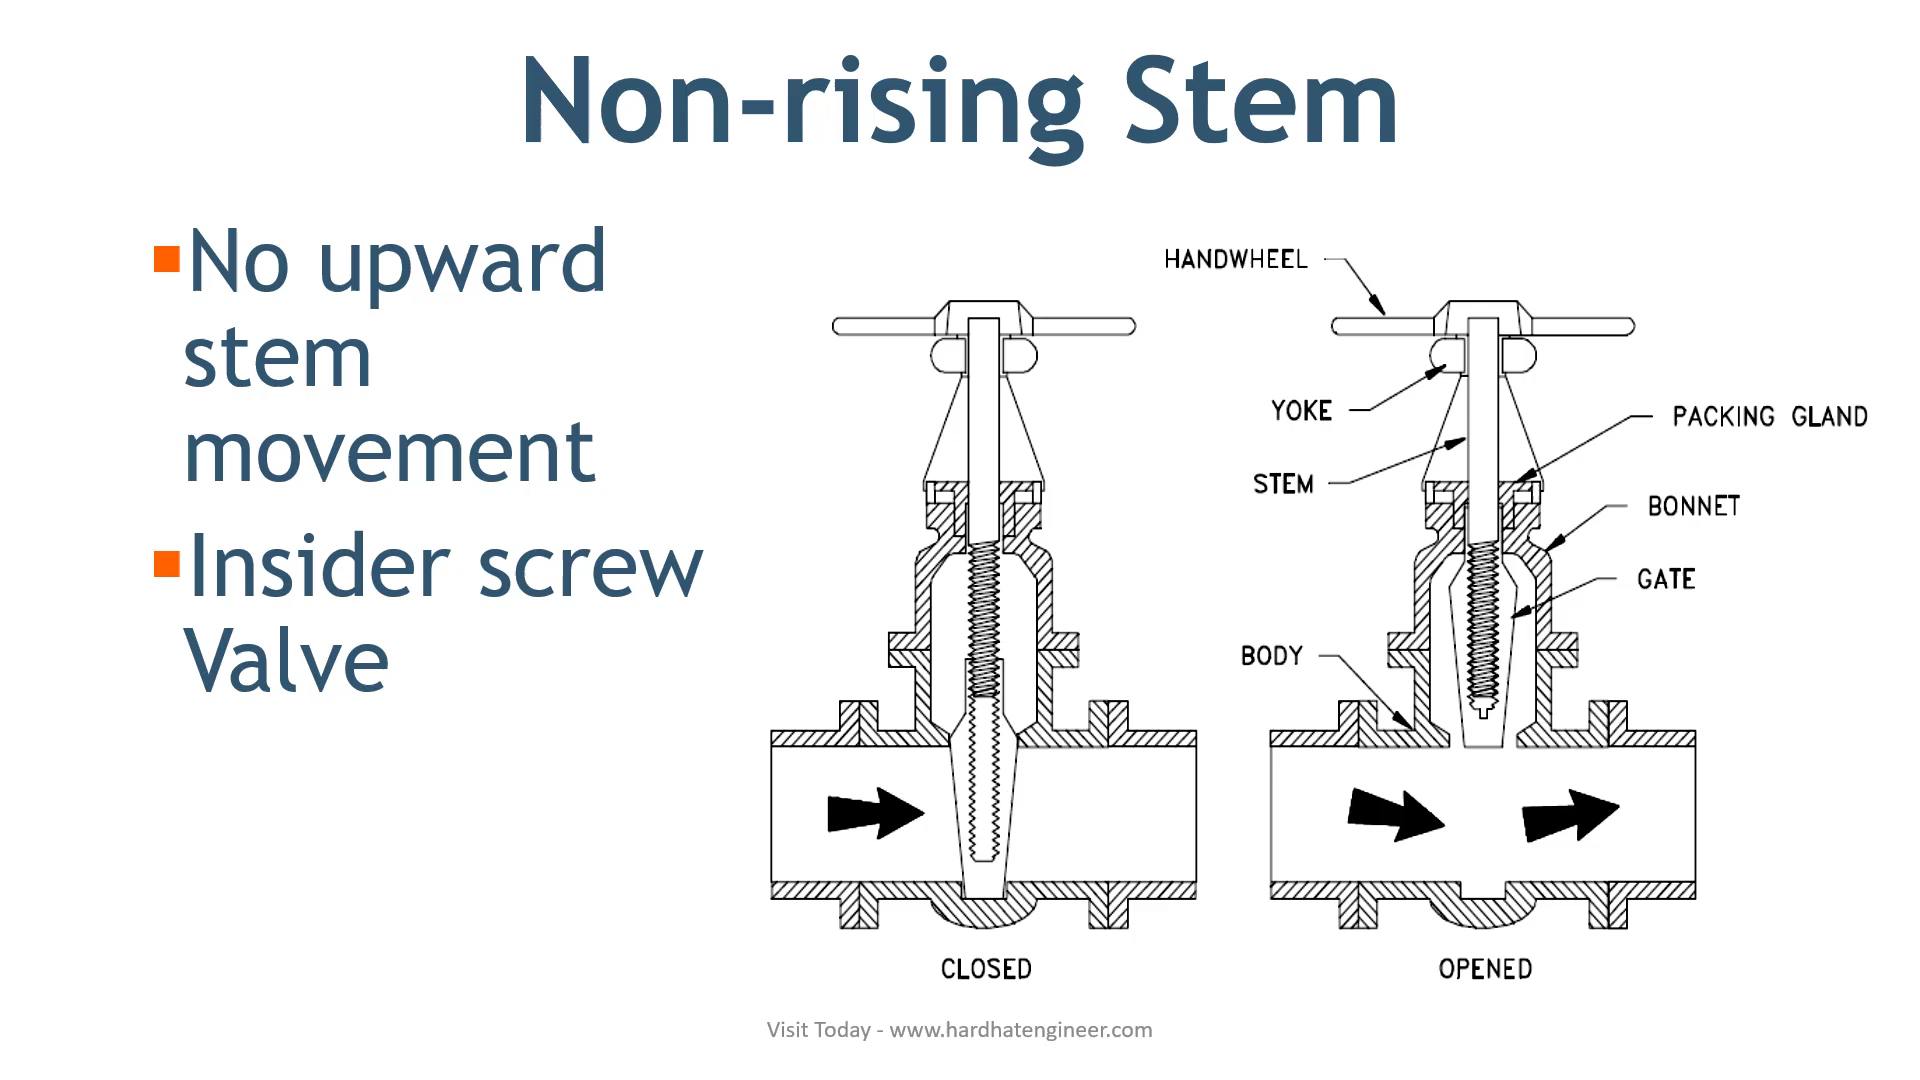 Non-rising Stem
No upward
stem
movement
Insider screw
Valve
HANDWHEEL
YOKE
PACKING GLAND
STEM
BONNET
GATE
BODY
CLOSED
OPENED
Visit Today - www.hardhatengineer.com